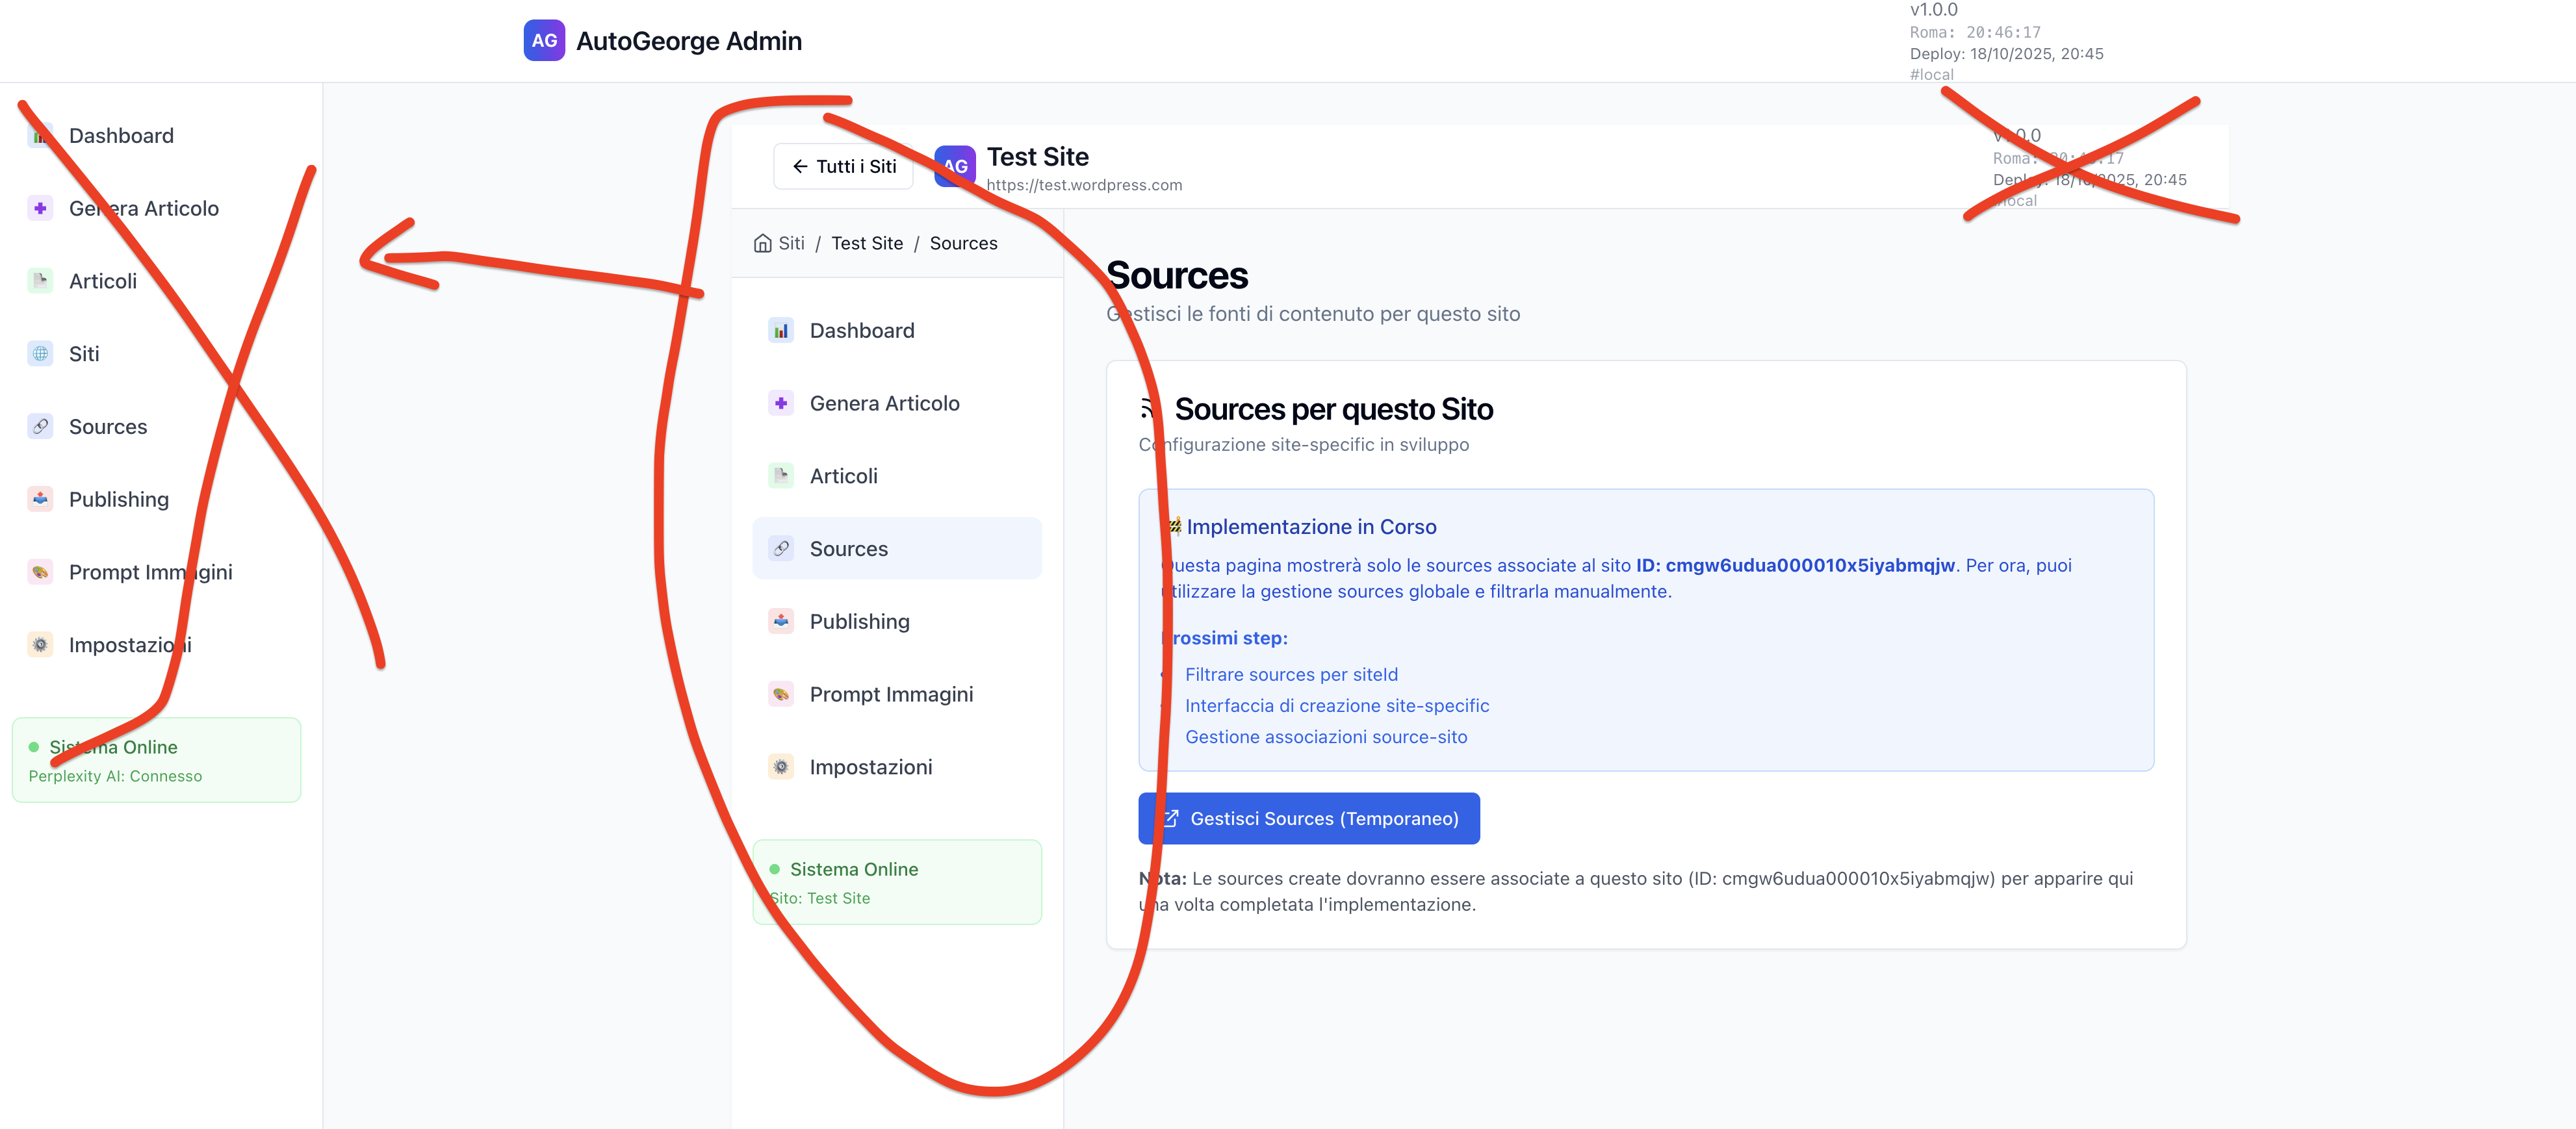 AG AutoGeorge Admin
v1.0.0
Roma: 20:46:17
Deploy: 18/10/2025, 20:45
#local
Dashboard
Genera Articolo
Articoli
Siti
Sources
Publishing
Prompt Immagini
Impostazioni
Sistema Online
Perplexity AI: Connesso
← Tutti i Siti
AG
Test Site
https://test.wordpress.com
v1.0.0
Roma: 20:46:17
Deploy: 18/10/2025, 20:45
#local
Siti / Test Site / Sources
Dashboard
Genera Articolo
Articoli
Sources
Publishing
Prompt Immagini
Impostazioni
Sistema Online
Sito: Test Site
Sources
Gestisci le fonti di contenuto per questo sito
Sources per questo Sito
Configurazione site-specific in sviluppo
Implementazione in Corso
Questa pagina mostrerà solo le sources associate al sito ID: cmgw6udua000010x5iyabmqjw. Per ora, puoi
utilizzare la gestione sources globale e filtrarla manualmente.
Prossimi step:
Filtrare sources per siteId
Interfaccia di creazione site-specific
Gestione associazioni source-sito
Gestisci Sources (Temporaneo)
Nota: Le sources create dovranno essere associate a questo sito (ID: cmgw6udua000010x5iyabmqjw) per apparire qui
una volta completata l'implementazione.